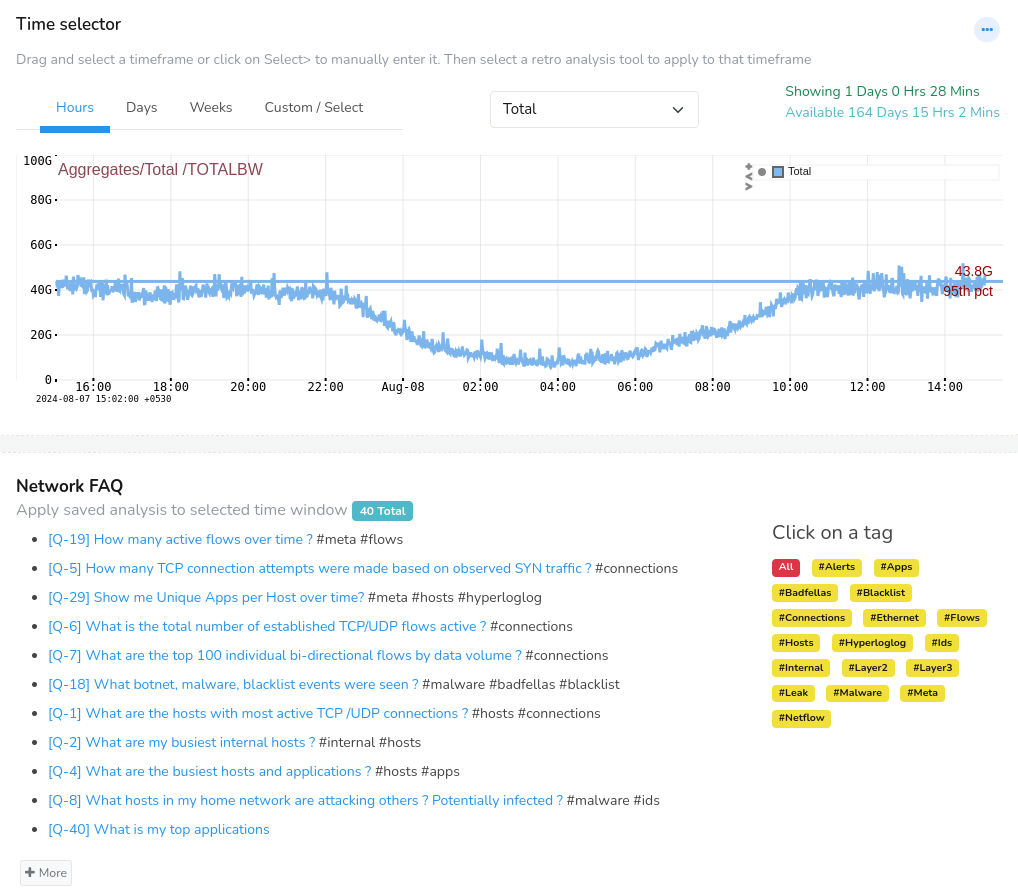 Time selector
Drag and select a timeframe or click on Select> to manually enter it. Then select a retro analysis tool to apply to that timeframe
Hours Days Weeks Custom / Select
Total
Showing 1 Days 0 Hrs 28 Mins
Available 164 Days 15 Hrs 2 Mins
Aggregates/Total /TOTALBW
Total
100G
80G
60G
40G
20G
0
43.8G
95th pct
16:00 18:00 20:00 22:00 Aug-08 02:00 04:00 06:00 08:00 10:00 12:00 14:00
2024-08-07 15:02:00 +0530
Network FAQ
Apply saved analysis to selected time window 40 Total
[Q-19] How many active flows over time ? #meta #flows
[Q-5] How many TCP connection attempts were made based on observed SYN traffic ? #connections
[Q-29] Show me Unique Apps per Host over time? #meta #hosts #hyperloglog
[Q-6] What is the total number of established TCP/UDP flows active ? #connections
[Q-7] What are the top 100 individual bi-directional flows by data volume ? #connections
[Q-18] What botnet, malware, blacklist events were seen ? #malware #badfellas #blacklist
[Q-1] What are the hosts with most active TCP /UDP connections ? #hosts #connections
[Q-2] What are my busiest internal hosts ? #internal #hosts
[Q-4] What are the busiest hosts and applications ? #hosts #apps
[Q-8] What hosts in my home network are attacking others ? Potentially infected ? #malware #ids
[Q-40] What is my top applications
More
Click on a tag
All #Alerts #Apps
#Badfellas #Blacklist
#Connections #Ethernet #Flows
#Hosts #Hyperloglog #Ids
#Internal #Layer2 #Layer3
#Leak #Malware #Meta
#Netflow